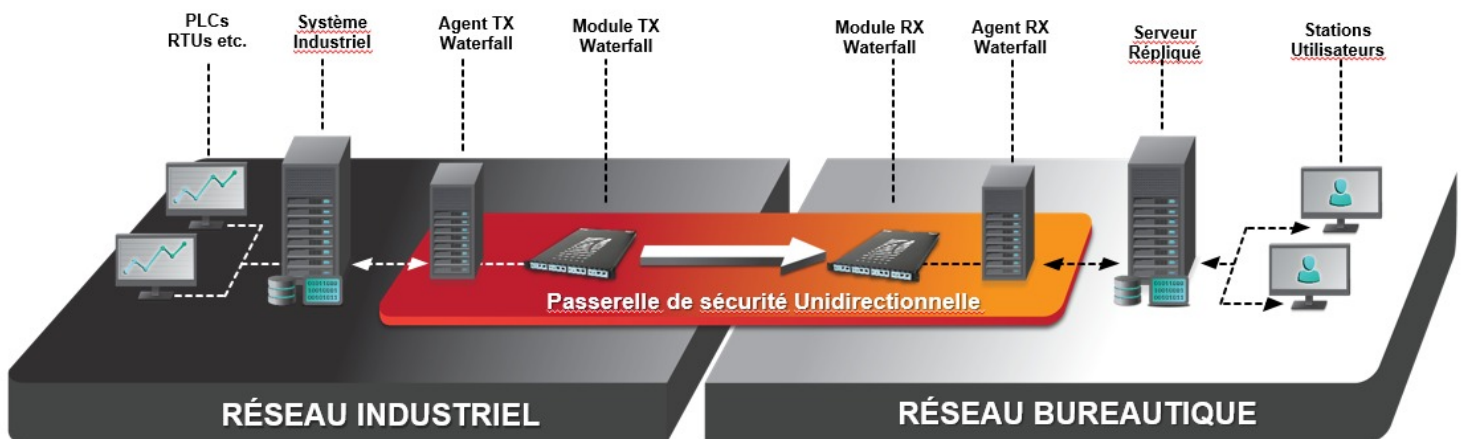 PLCs
RTUs etc.
Système
Industriel
Agent TX
Waterfall
Module TX
Waterfall
Module RX
Waterfall
Agent RX
Waterfall
Serveur
Répliqué
Stations
Utilisateurs
Passerelle de sécurité Unidirectionnelle
RÉSEAU INDUSTRIEL
RÉSEAU BUREAUTIQUE